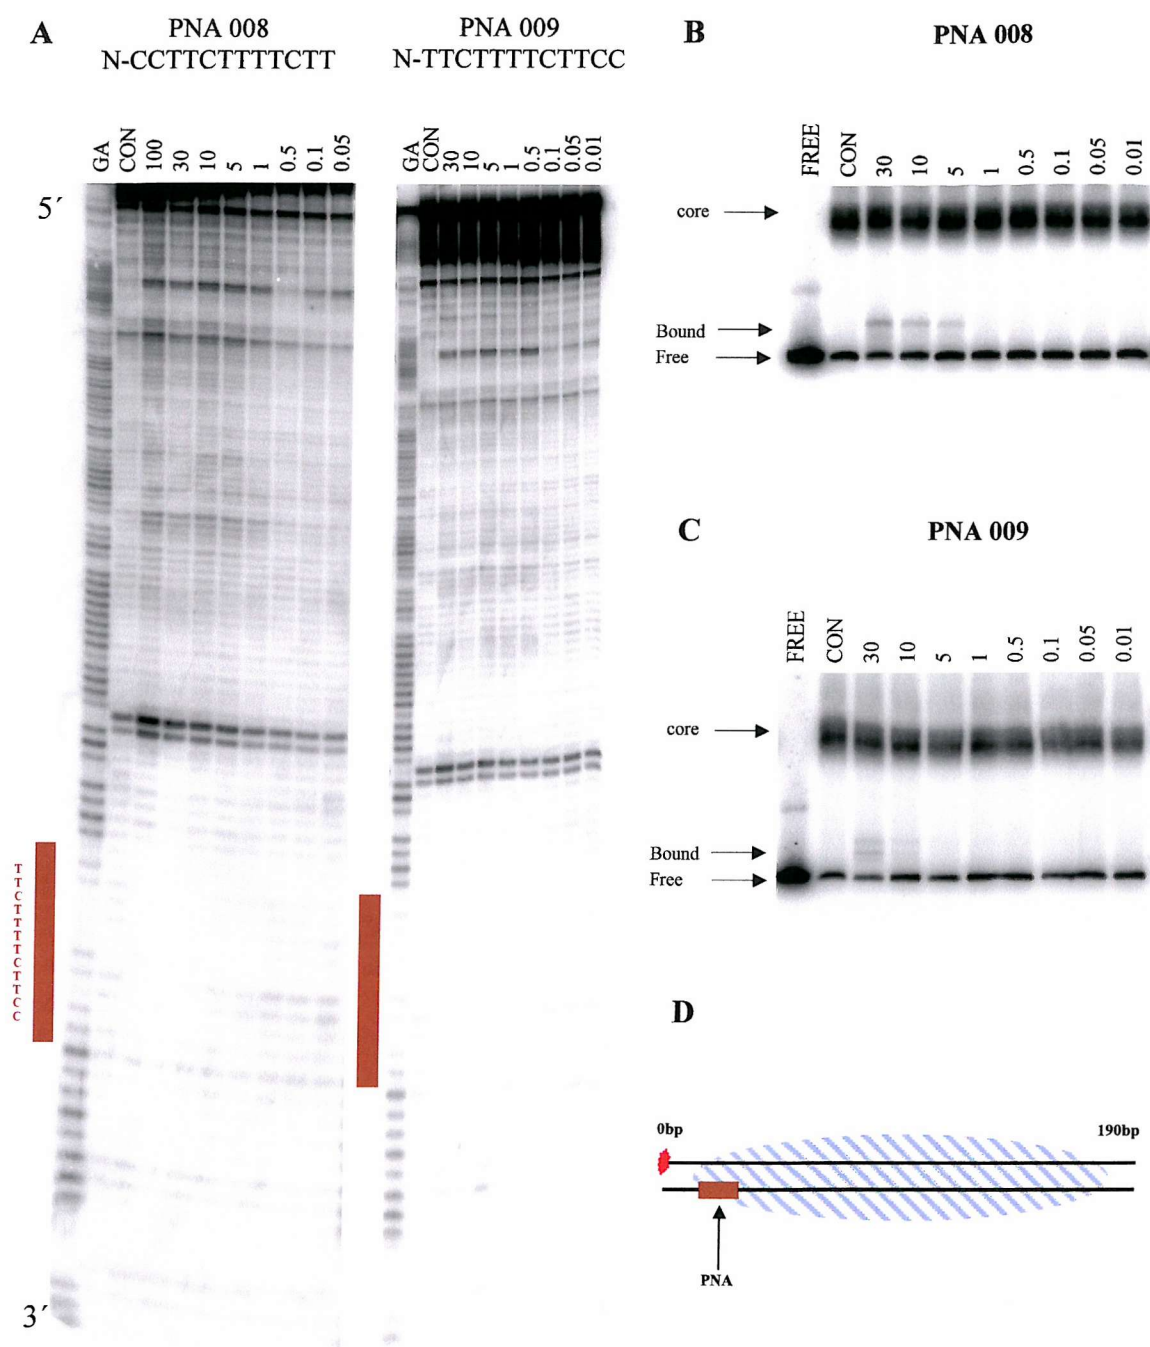 A
PNA 008
N-CCTTCTTTTCTT
GA CON 100 30 10 5 1 0.5 0.1 0.05
PNA 009
N-TTCTTTTCTTCC
GA CON 30 10 5 1 0.5 0.1 0.05 0.01
5´
T
T
C
T
T
T
T
C
T
T
C
C
3´
B
PNA 008
FREE CON 30 10 5 1 0.5 0.1 0.05 0.01
core
Bound
Free
C
PNA 009
FREE CON 30 10 5 1 0.5 0.1 0.05 0.01
core
Bound
Free
D
0bp
190bp
PNA